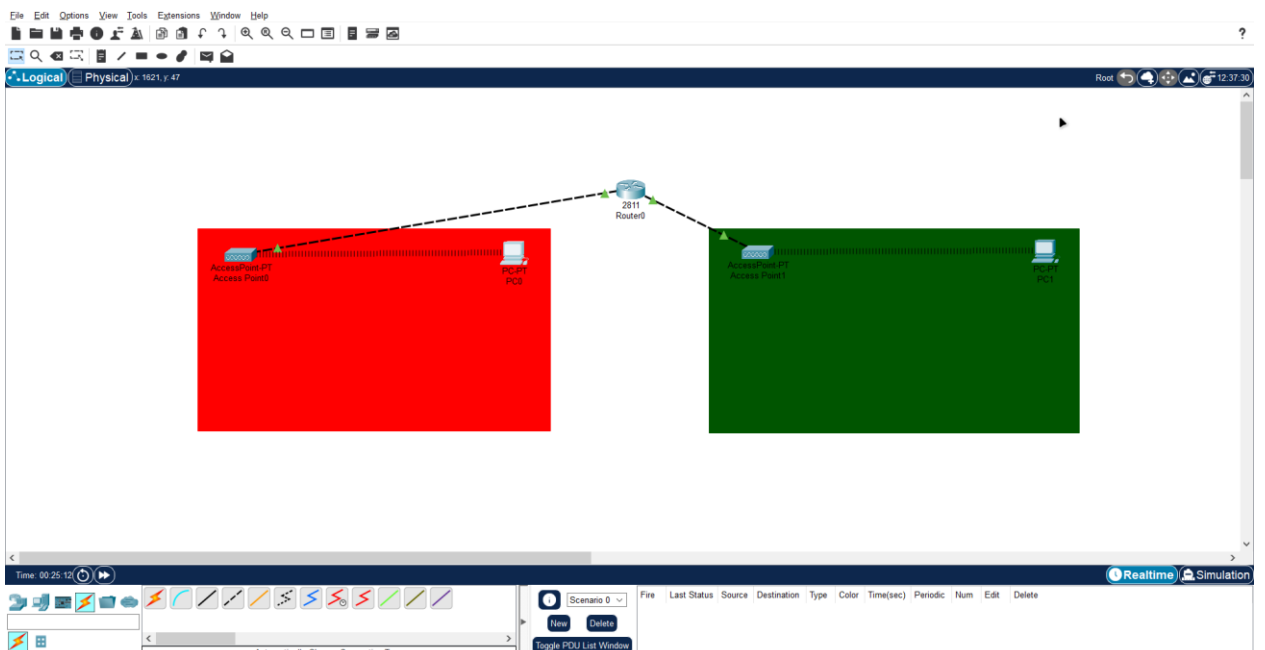 File Edit Options View Tools Extensions Window Help
?
Logical Physical x: 1621, y: 47 Root 12:37:30
2811
Router0
AccessPoint-PT
Access Point0
PC-PT
PC0
AccessPoint-PT
Access Point1
PC-PT
PC1
Time: 00:25:12 Realtime Simulation
Scenario 0 Fire Last Status Source Destination Type Color Time(sec) Periodic Num Edit Delete
New Delete
Toggle PDU List Window